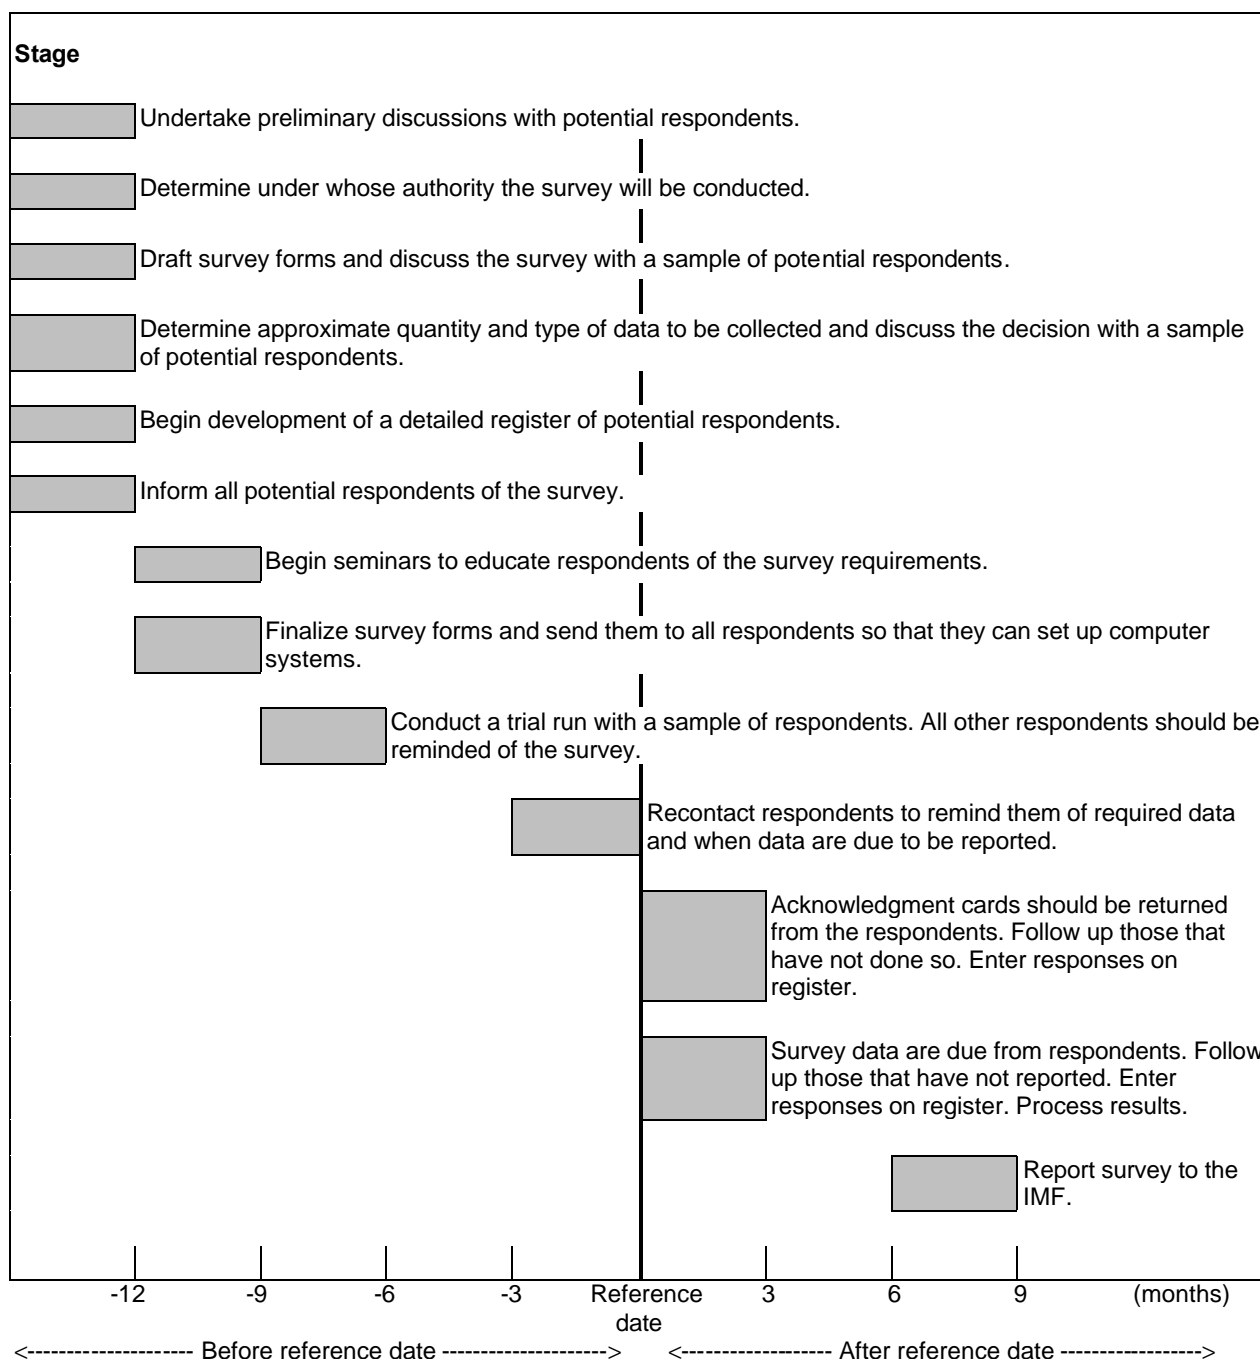 Stage
Undertake preliminary discussions with potential respondents.
Determine under whose authority the survey will be conducted.
Draft survey forms and discuss the survey with a sample of potential respondents.
Determine approximate quantity and type of data to be collected and discuss the decision with a sample
of potential respondents.
Begin development of a detailed register of potential respondents.
Inform all potential respondents of the survey.
Begin seminars to educate respondents of the survey requirements.
Finalize survey forms and send them to all respondents so that they can set up computer
systems.
Conduct a trial run with a sample of respondents. All other respondents should be
reminded of the survey.
Recontact respondents to remind them of required data
and when data are due to be reported.
Acknowledgment cards should be returned
from the respondents. Follow up those that
have not done so. Enter responses on
register.
Survey data are due from respondents. Follow
up those that have not reported. Enter
responses on register. Process results.
Report survey to the
IMF.
-12 -9 -6 -3 Reference 3 6 9 (months)
date
<---------------------- Before reference date ---------------------> <------------------- After reference date ------------------>